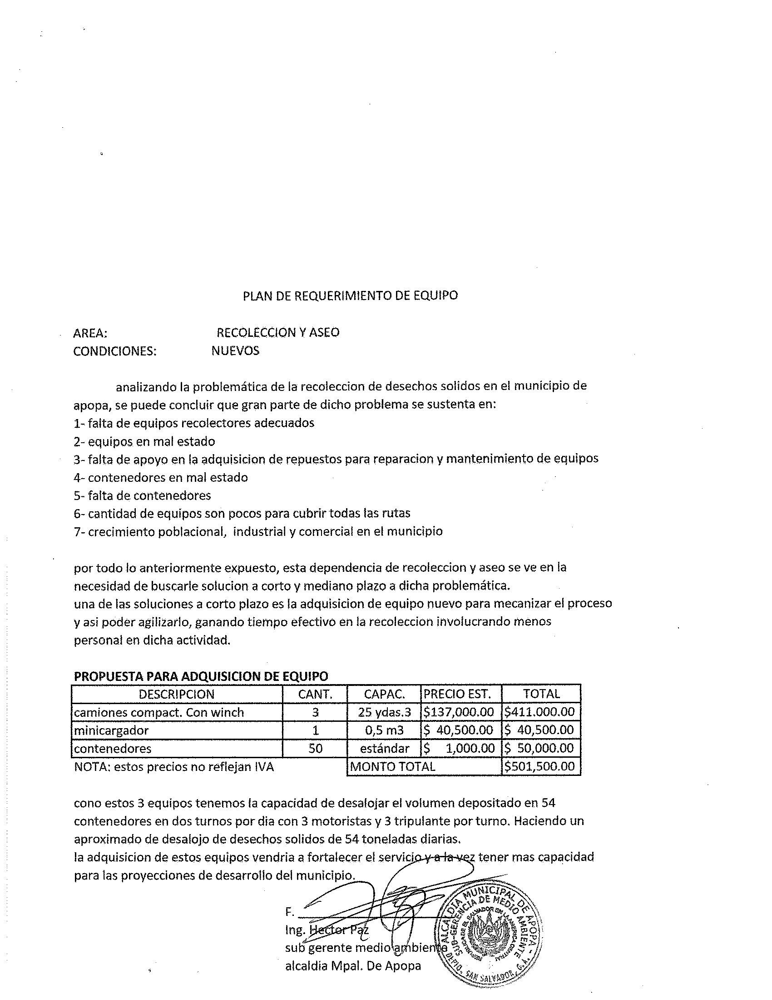 PLAN DE REQUERIMIENTO DE EQUIPO
AREA: RECOLECCION Y ASEO
CONDICIONES: NUEVOS
analizando la problemática de la recoleccion de desechos solidos en el municipio de
apopa, se puede concluir que gran parte de dicho problema se sustenta en:
1- falta de equipos recolectores adecuados
2- equipos en mal estado
3- falta de apoyo en la adquisicion de repuestos para reparacion y mantenimiento de equipos
4- contenedores en mal estado
5- falta de contenedores
6- cantidad de equipos son pocos para cubrir todas las rutas
7- crecimiento poblacional, industrial y comercial en el municipio
por todo lo anteriormente expuesto, esta dependencia de recoleccion y aseo se ve en la
necesidad de buscarle solucion a corto y mediano plazo a dicha problemática.
una de las soluciones a corto plazo es la adquisicion de equipo nuevo para mecanizar el proceso
y asi poder agilizarlo, ganando tiempo efectivo en la recoleccion involucrando menos
personal en dicha actividad.
PROPUESTA PARA ADQUISICION DE EQUIPO
DESCRIPCION CANT. CAPAC. PRECIO EST. TOTAL
camiones compact. Con winch 3 25 ydas.3 $137,000.00 $411.000.00
minicargador 1 0,5 m3 $ 40,500.00 $ 40,500.00
contenedores 50 estándar $ 1,000.00 $ 50,000.00
NOTA: estos precios no reflejan IVA MONTO TOTAL $501,500.00
cono estos 3 equipos tenemos la capacidad de desalojar el volumen depositado en 54
contenedores en dos turnos por dia con 3 motoristas y 3 tripulante por turno. Haciendo un
aproximado de desalojo de desechos solidos de 54 toneladas diarias.
la adquisicion de estos equipos vendria a fortalecer el servicio y a la vez tener mas capacidad
para las proyecciones de desarrollo del municipio.
F.
Ing. Hector Paz
sub gerente medio ambiente
alcaldia Mpal. De Apopa
ALCALDIA MUNICIPAL DE APOPA
SUB-GERENCIA DE MEDIO AMBIENTE
REPUBLICA DE EL SALVADOR EN LA AMERICA CENTRAL
DEPTO. SAN SALVADOR